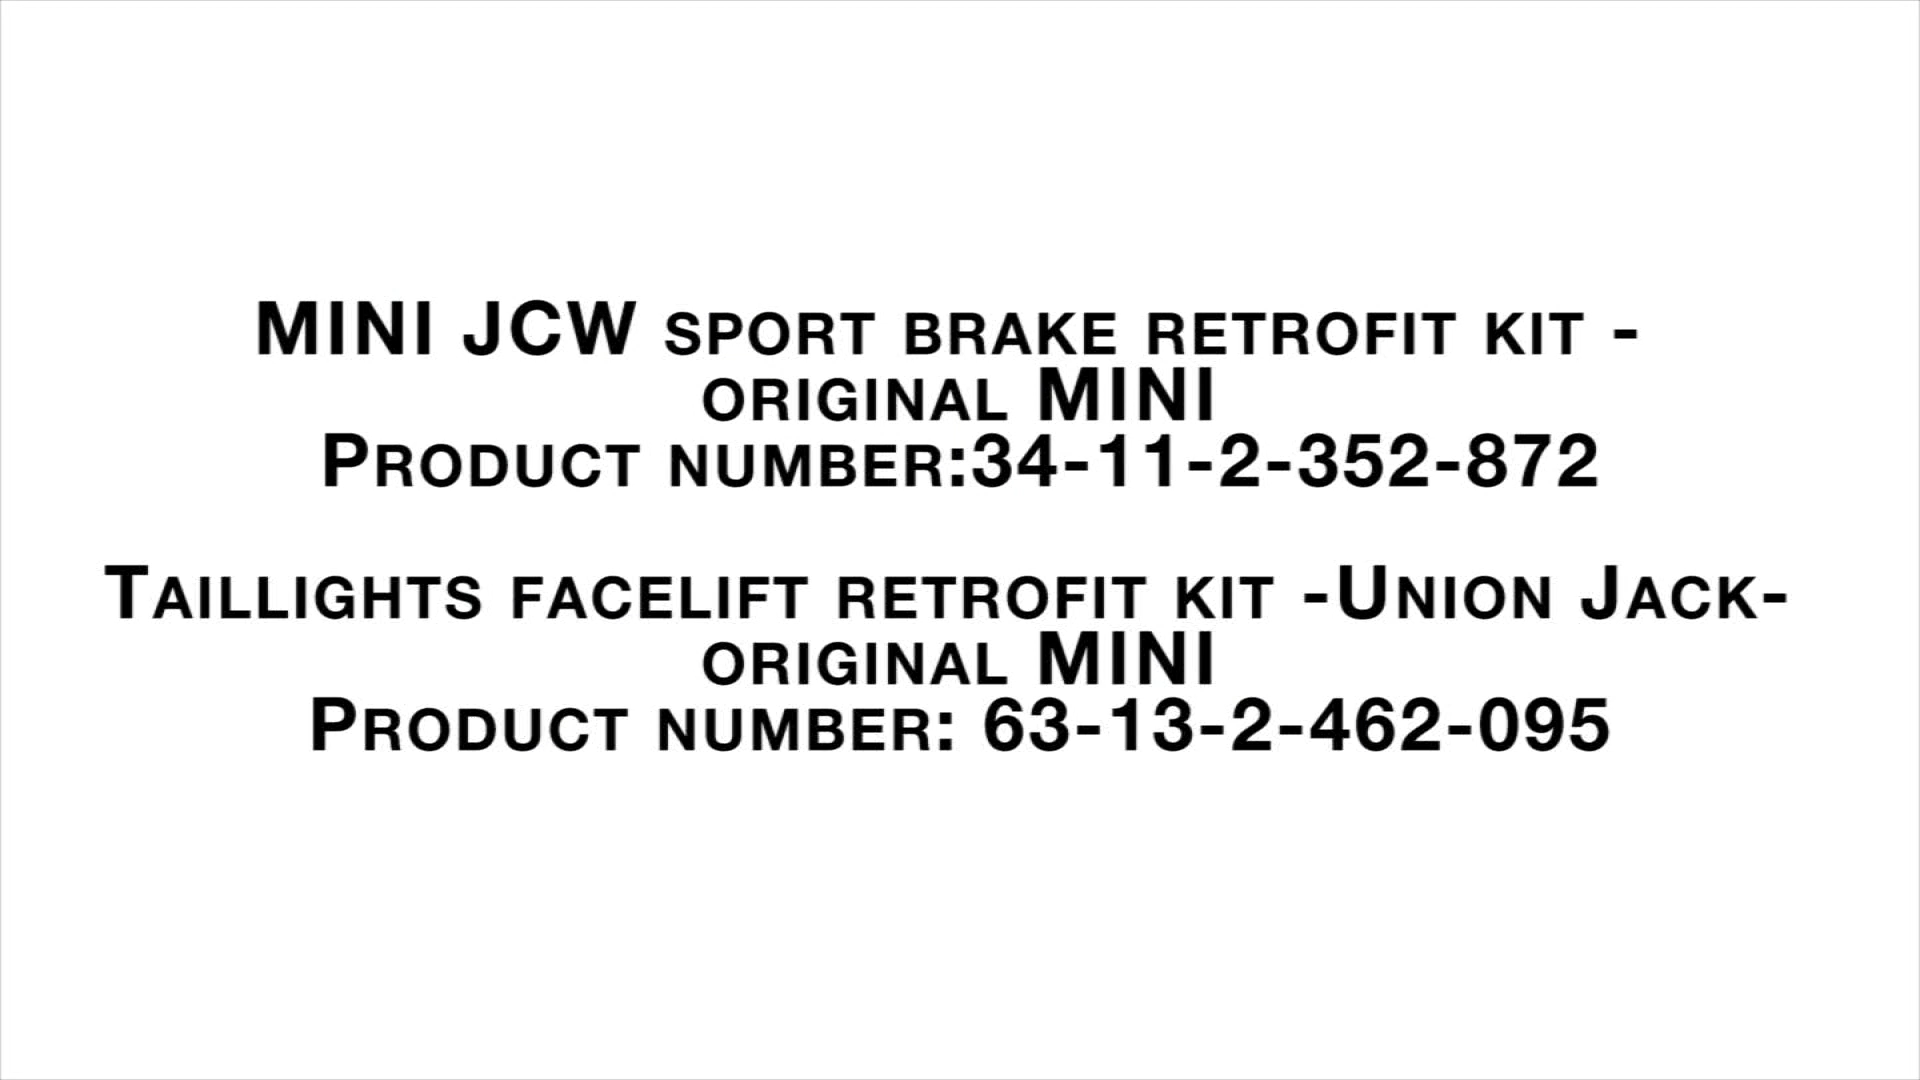 MINI JCW sport brake retrofit kit -
original MINI
Product number:34-11-2-352-872
Taillights facelift retrofit kit -Union Jack-
original MINI
Product number: 63-13-2-462-095